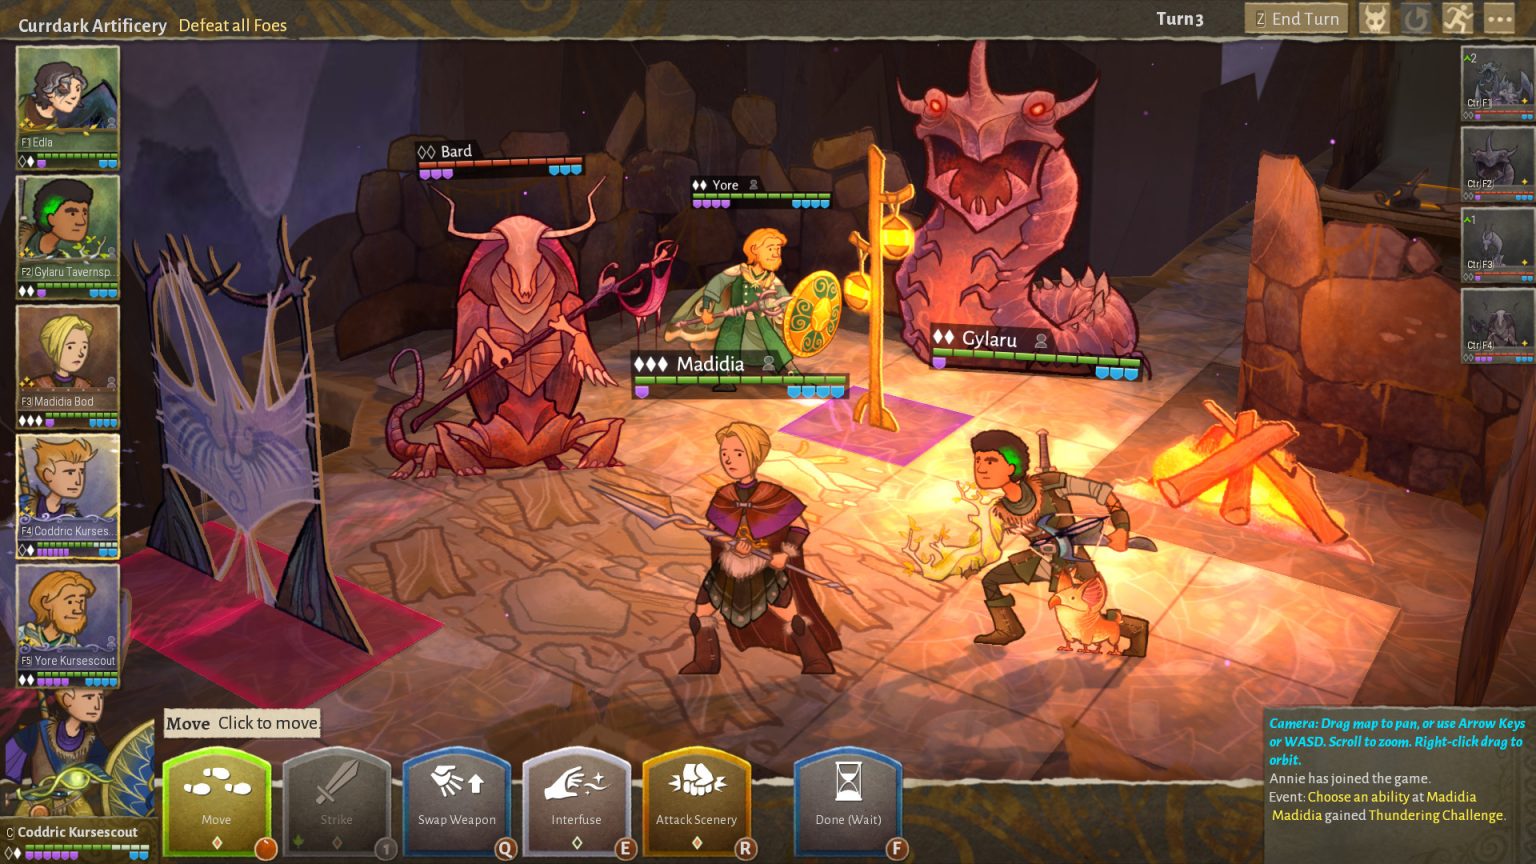 Currdark Artificery Defeat all Foes
Turn3
Z End Turn
F1 Edla
F2 Gylaru Tavernsp...
F3 Madidia Bod
F4 Coddric Kurses...
F5 Yore Kursescout
2
Ctrl F1
Ctrl F2
1
Ctrl F3
Ctrl F4
Bard
Yore
Madidia
Gylaru
Move Click to move.
Move
Strike
1
Swap Weapon
Q
Interfuse
E
Attack Scenery
R
Done (Wait)
F
C Coddric Kursescout
Camera: Drag map to pan, or use Arrow Keys
or WASD. Scroll to zoom. Right-click drag to
orbit.
Annie has joined the game.
Event: Choose an ability at Madidia
Madidia gained Thundering Challenge.